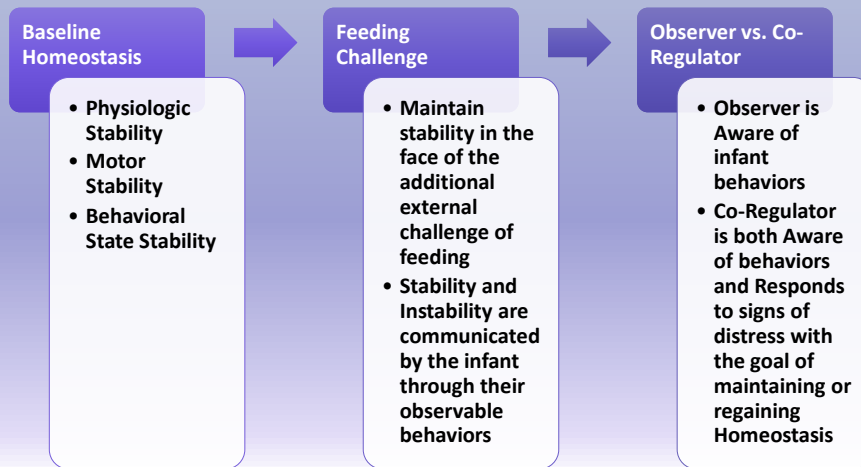 Baseline
Homeostasis
• Physiologic
Stability
• Motor
Stability
• Behavioral
State Stability
Feeding
Challenge
• Maintain
stability in the
face of the
additional
external
challenge of
feeding
• Stability and
Instability are
communicated
by the infant
through their
observable
behaviors
Observer vs. Co-
Regulator
• Observer is
Aware of
infant
behaviors
• Co-Regulator
is both Aware
of behaviors
and Responds
to signs of
distress with
the goal of
maintaining or
regaining
Homeostasis